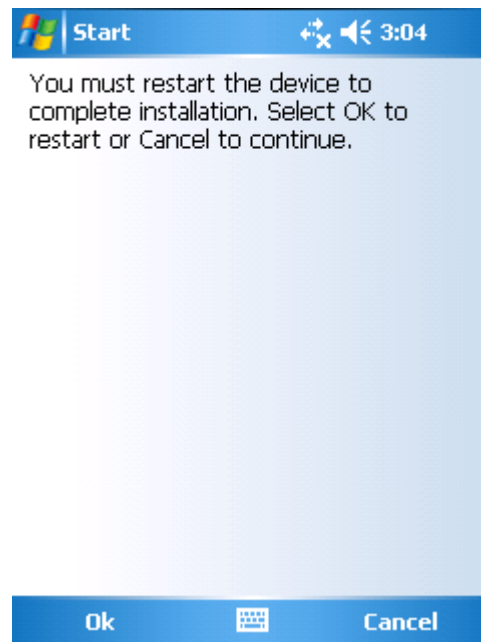 Start 3:04
You must restart the device to
complete installation. Select OK to
restart or Cancel to continue.
Ok Cancel